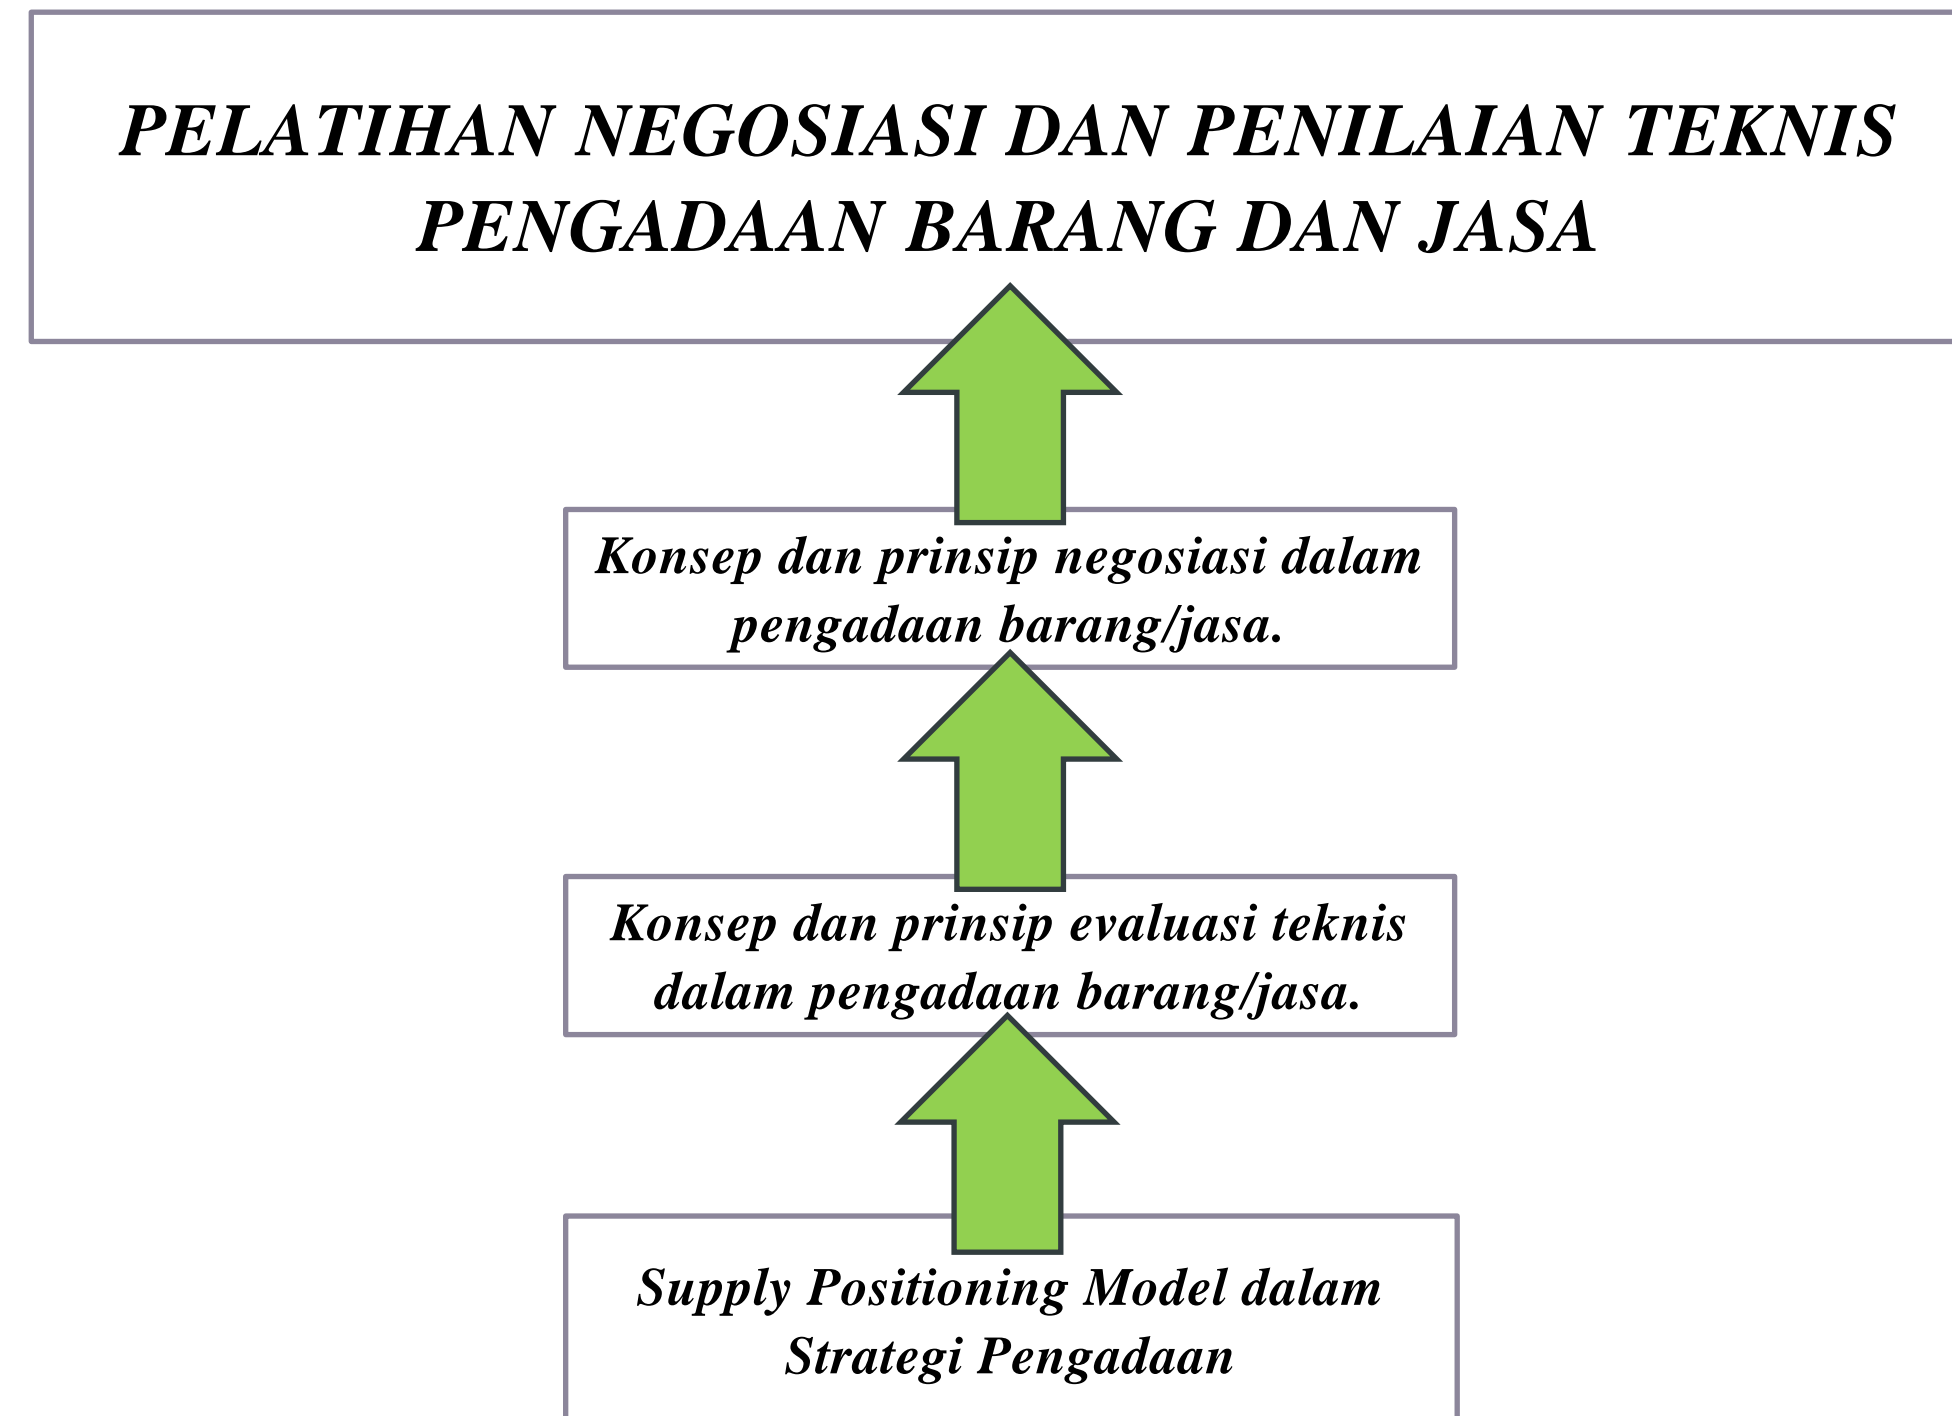 PELATIHAN NEGOSIASI DAN PENILAIAN TEKNIS
PENGADAAN BARANG DAN JASA
Konsep dan prinsip negosiasi dalam
pengadaan barang/jasa.
Konsep dan prinsip evaluasi teknis
dalam pengadaan barang/jasa.
Supply Positioning Model dalam
Strategi Pengadaan